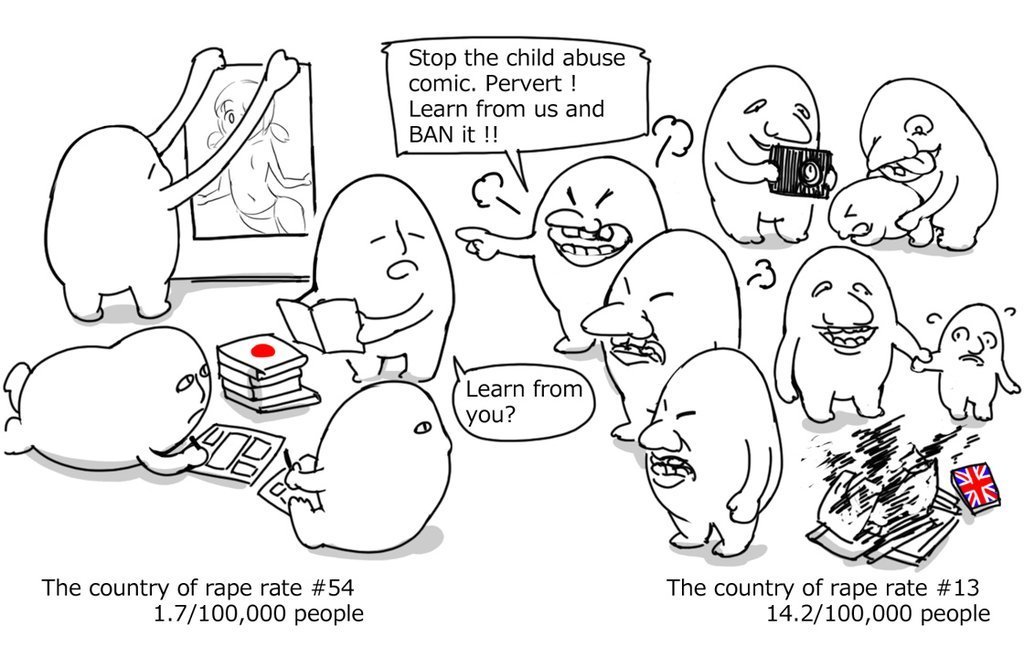 Stop the child abuse
comic. Pervert !
Learn from us and
BAN it !!
Learn from
you?
The country of rape rate #54
1.7/100,000 people
The country of rape rate #13
14.2/100,000 people